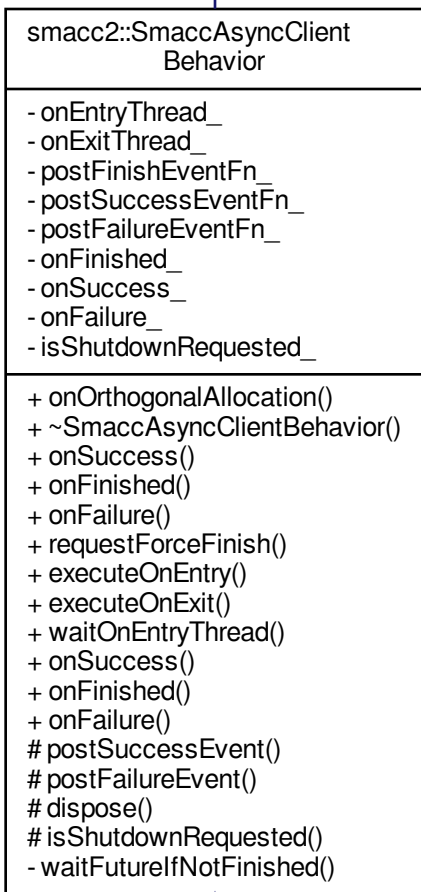 smacc2::SmaccAsyncClient
Behavior
- onEntryThread_
- onExitThread_
- postFinishEventFn_
- postSuccessEventFn_
- postFailureEventFn_
- onFinished_
- onSuccess_
- onFailure_
- isShutdownRequested_
+ onOrthogonalAllocation()
+ ~SmaccAsyncClientBehavior()
+ onSuccess()
+ onFinished()
+ onFailure()
+ requestForceFinish()
+ executeOnEntry()
+ executeOnExit()
+ waitOnEntryThread()
+ onSuccess()
+ onFinished()
+ onFailure()
# postSuccessEvent()
# postFailureEvent()
# dispose()
# isShutdownRequested()
- waitFutureIfNotFinished()